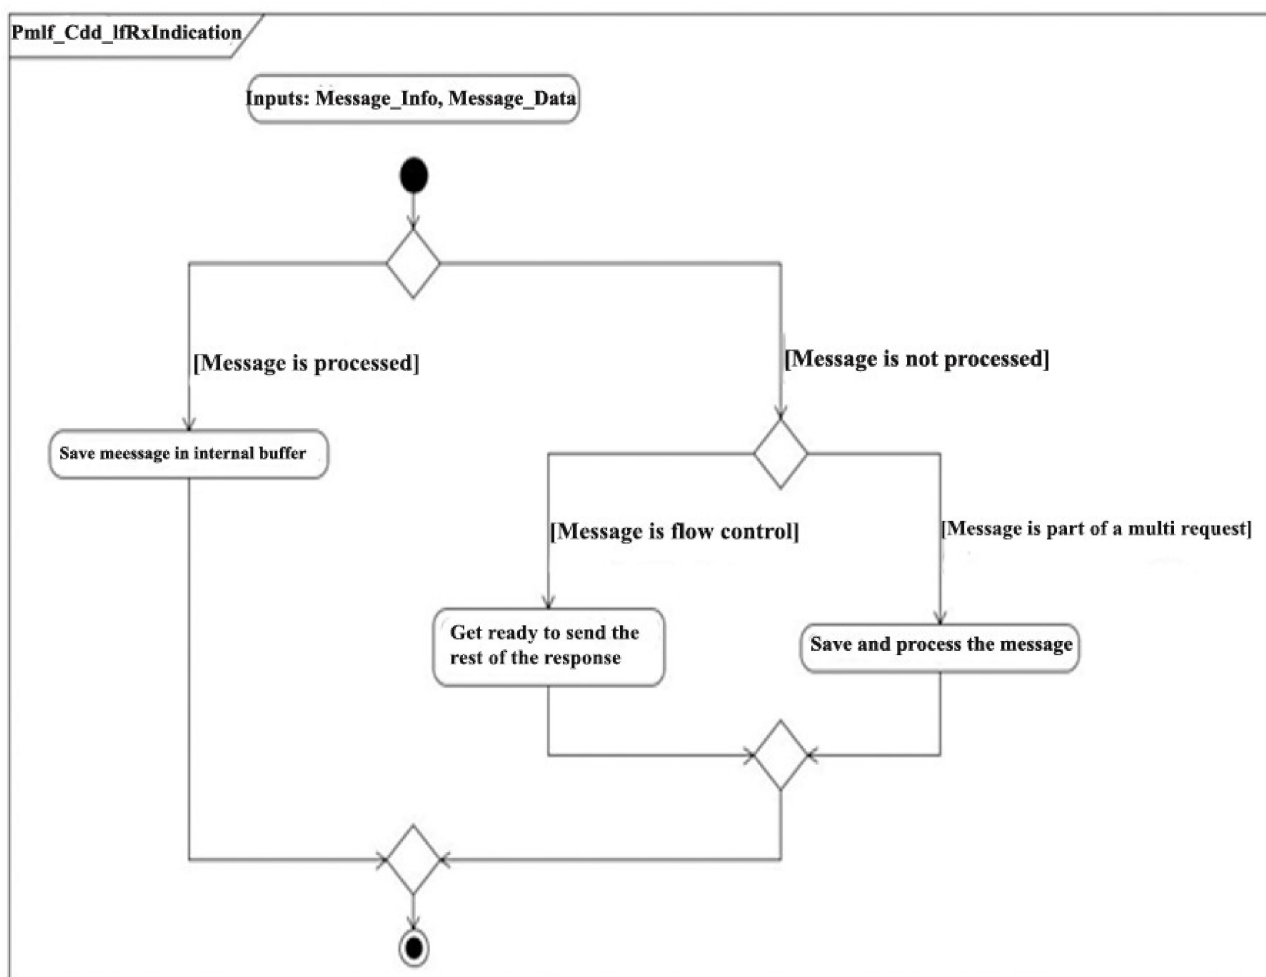 Pmlf_Cdd_lfRxIndication
Inputs: Message_Info, Message_Data
[Message is processed]
[Message is not processed]
Save meessage in internal buffer
[Message is flow control]
[Message is part of a multi request]
Get ready to send the
rest of the response
Save and process the message